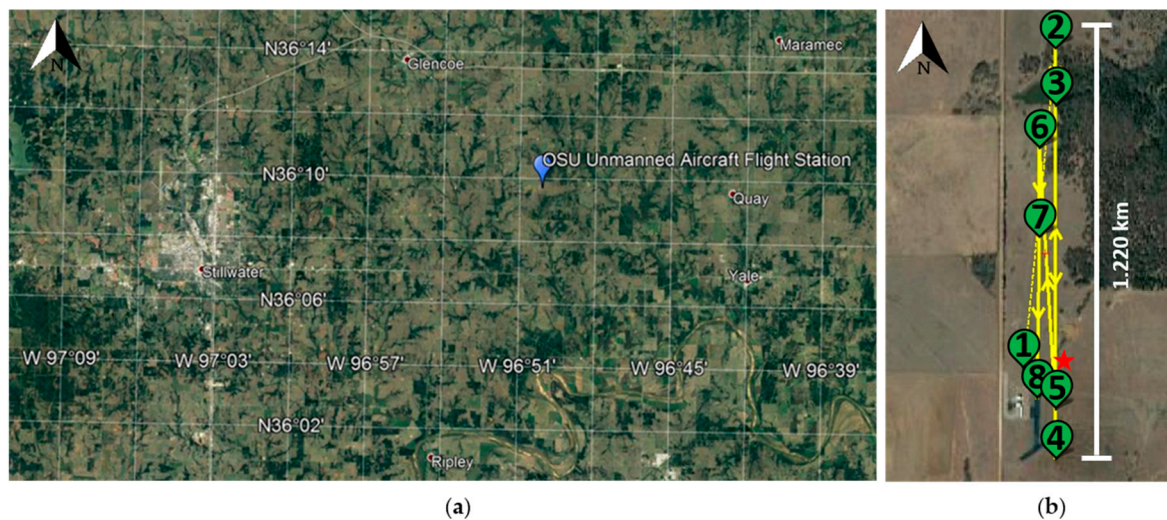 N
N36°14'
Glencoe
Maramec
OSU Unmanned Aircraft Flight Station
N36°10'
Quay
Stillwater
N36°06'
Yale
W 97°09'
W 97°03'
W 96°57'
W 96°51'
W 96°45'
W 96°39'
N36°02'
Ripley
(a)
N
2
3
6
7
1
8
5
4
1.220 km
(b)